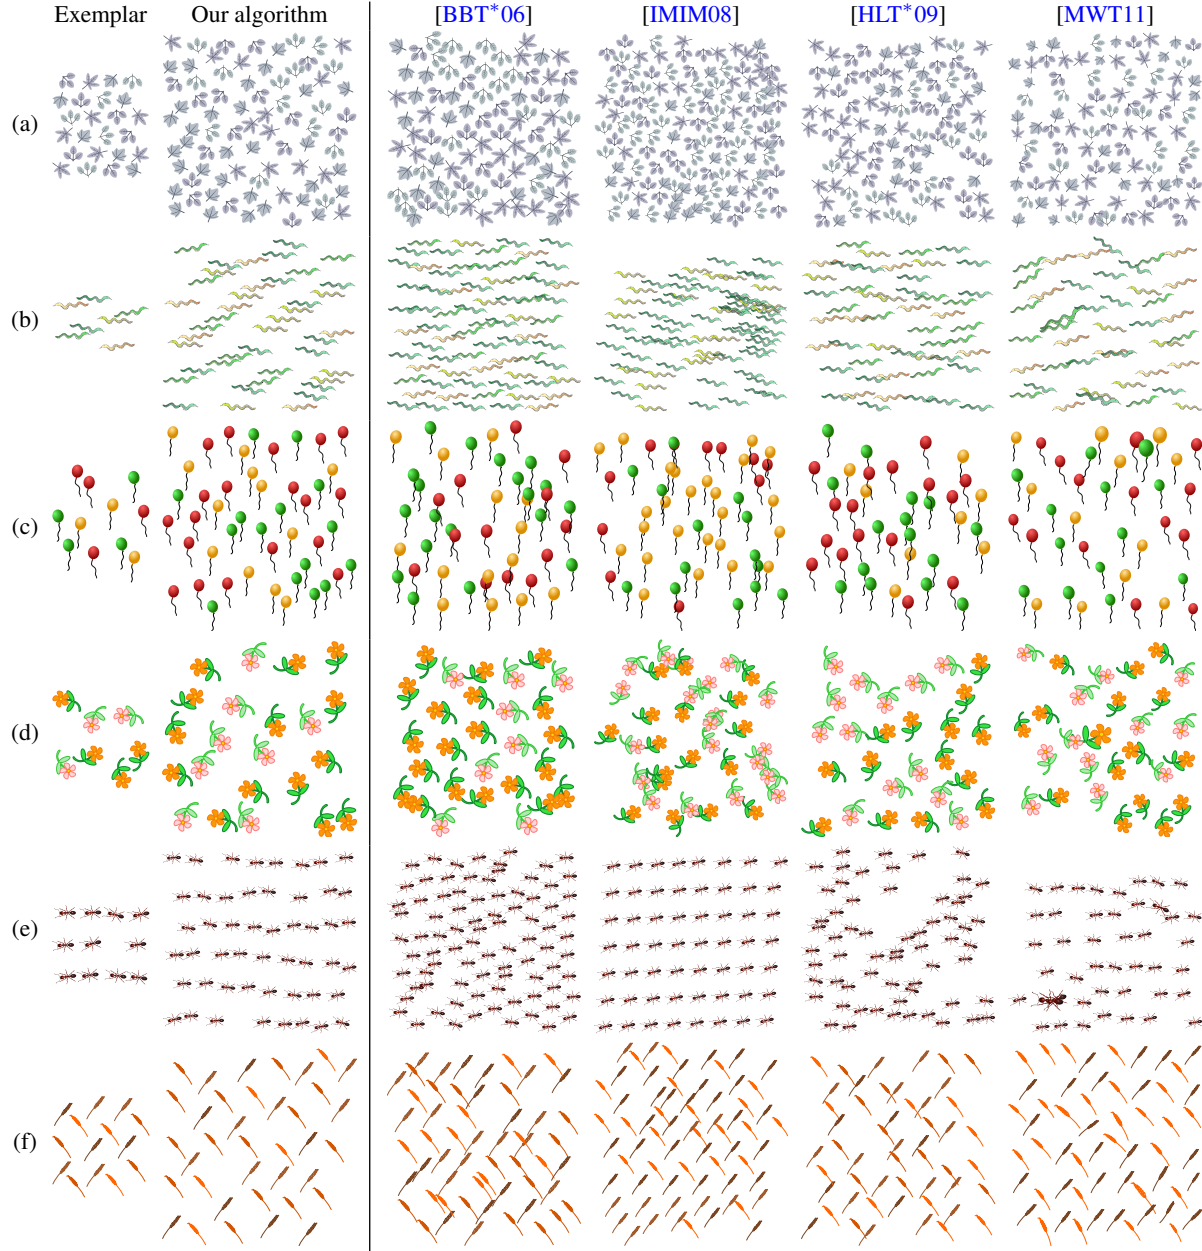 Exemplar Our algorithm [BBT*06] [IMIM08] [HLT*09] [MWT11]
(a)
(b)
(c)
(d)
(e)
(f)